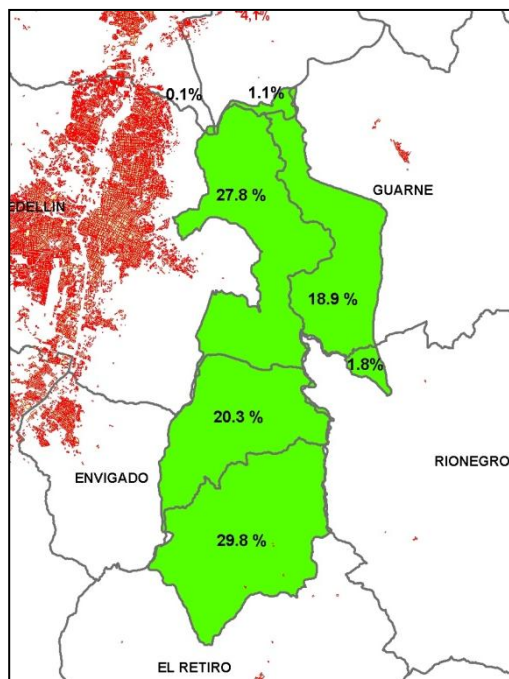 4,1%
0.1%
1.1%
GUARNE
27.8 %
EDELLIN
18.9 %
1.8%
20.3 %
RIONEGRO
ENVIGADO
29.8 %
EL RETIRO